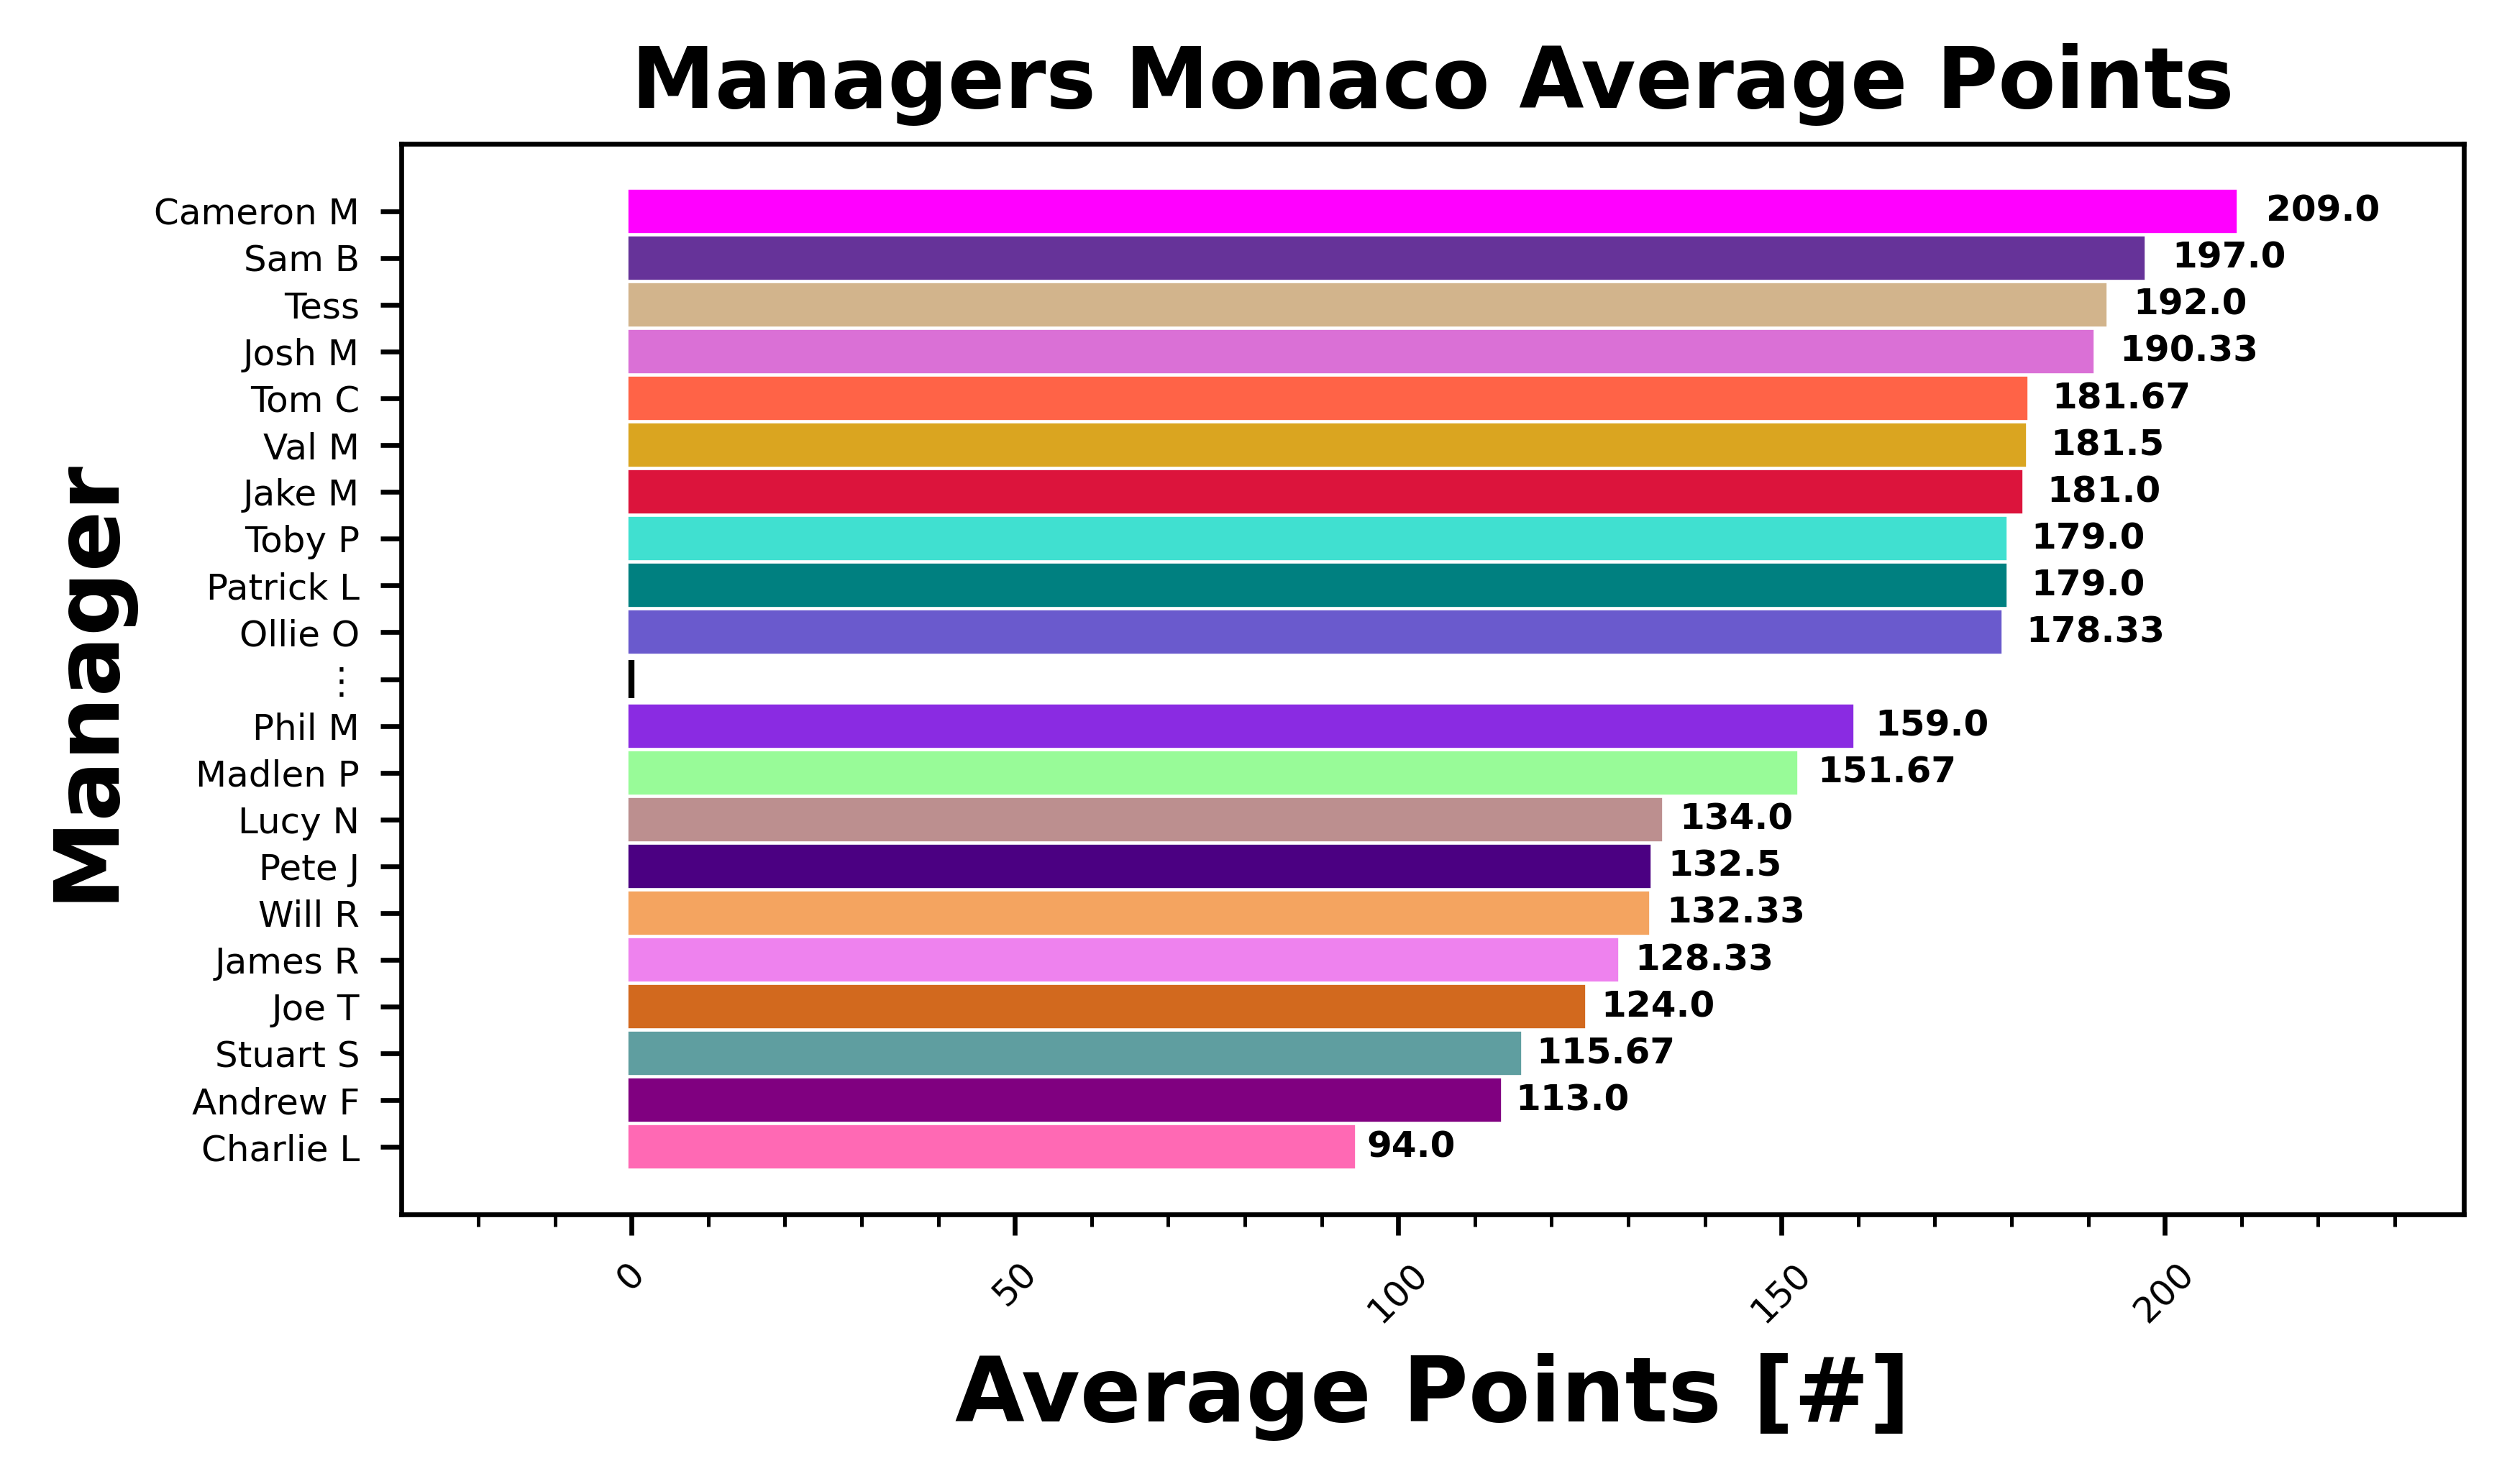 Managers Monaco Average Points
Manager
Cameron M 209.0
Sam B 197.0
Tess 192.0
Josh M 190.33
Tom C 181.67
Val M 181.5
Jake M 181.0
Toby P 179.0
Patrick L 179.0
Ollie O 178.33
⋮
Phil M 159.0
Madlen P 151.67
Lucy N 134.0
Pete J 132.5
Will R 132.33
James R 128.33
Joe T 124.0
Stuart S 115.67
Andrew F 113.0
Charlie L 94.0
0 50 100 150 200
Average Points [#]